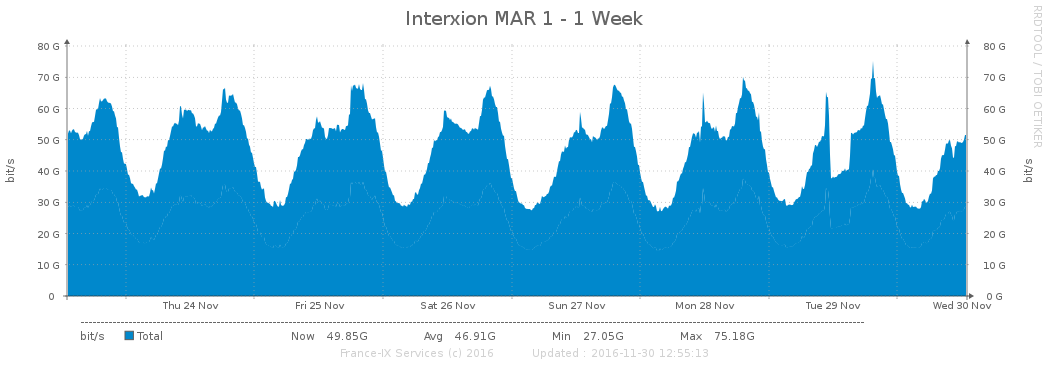 Interxion MAR 1 - 1 Week
RRDTOOL / TOBI OETIKER
bit/s
80 G 80 G
70 G 70 G
60 G 60 G
50 G 50 G
40 G 40 G
30 G 30 G
20 G 20 G
10 G 10 G
0 0 G
bit/s
Thu 24 Nov Fri 25 Nov Sat 26 Nov Sun 27 Nov Mon 28 Nov Tue 29 Nov Wed 30 Nov
bit/s Total Now 49.85G Avg 46.91G Min 27.05G Max 75.18G
France-IX Services (c) 2016 Updated : 2016-11-30 12:55:13